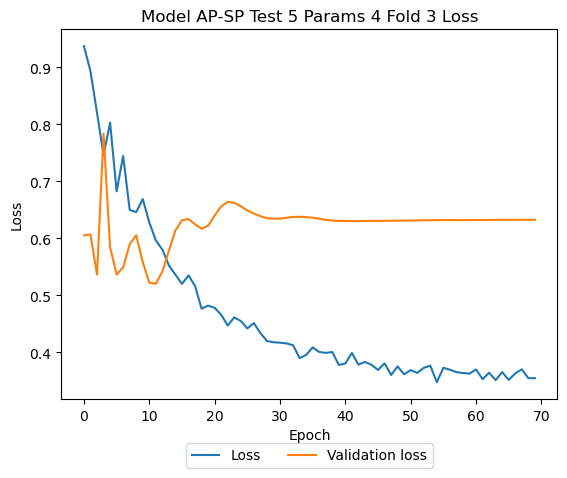 Model AP-SP Test 5 Params 4 Fold 3 Loss
Loss
0.9
0.8
0.7
0.6
0.5
0.4
0 10 20 30 40 50 60 70
Epoch
Loss Validation loss